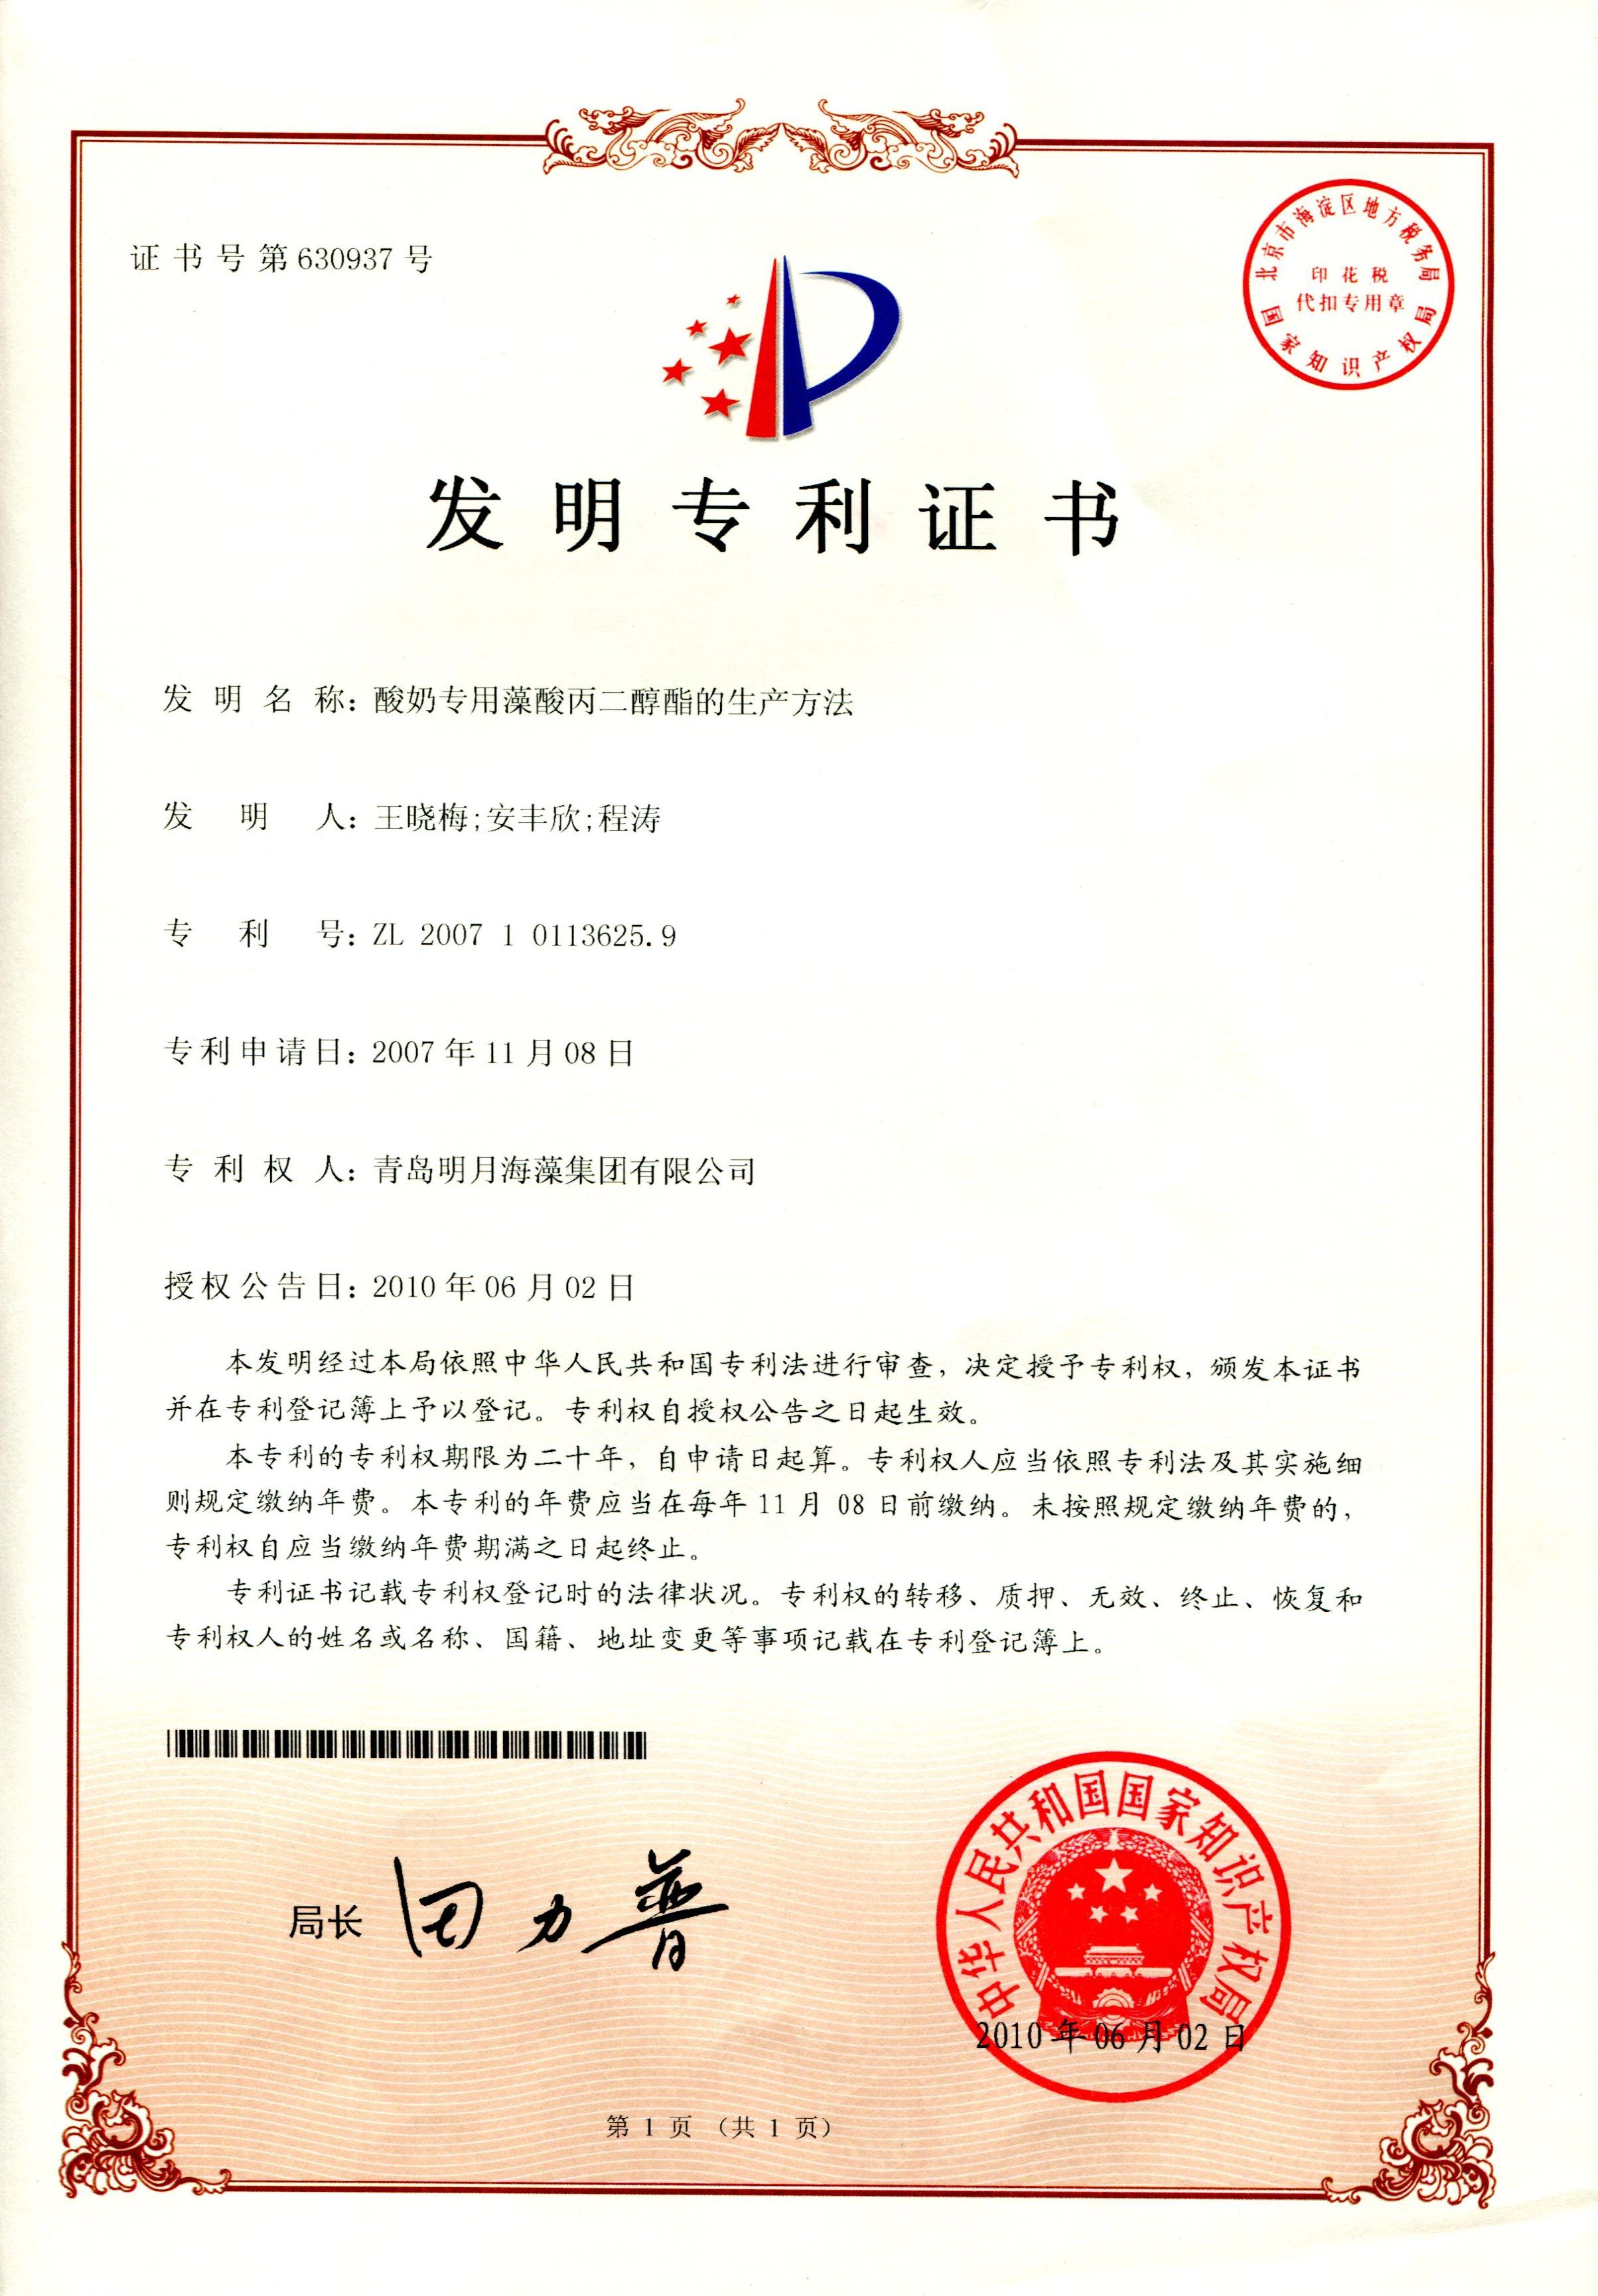 证书号第630937号
北京市海淀区地方税务局
印花税
代扣专用章
国家知识产权局
发明专利证书
发明名称：酸奶专用藻酸丙二醇酯的生产方法
发明人：王晓梅;安丰欣;程涛
专利号：ZL 2007 1 0113625.9
专利申请日：2007年11月08日
专利权人：青岛明月海藻集团有限公司
授权公告日：2010年06月02日
本发明经过本局依照中华人民共和国专利法进行审查，决定授予专利权，颁发本证书
并在专利登记簿上予以登记。专利权自授权公告之日起生效。
本专利的专利权期限为二十年，自申请日起算。专利权人应当依照专利法及其实施细
则规定缴纳年费。本专利的年费应当在每年11月08日前缴纳。未按照规定缴纳年费的，
专利权自应当缴纳年费期满之日起终止。
专利证书记载专利权登记时的法律状况。专利权的转移、质押、无效、终止、恢复和
专利权人的姓名或名称、国籍、地址变更等事项记载在专利登记簿上。
局长 田力普
中华人民共和国国家知识产权局
2010年06月02日
第1页（共1页）